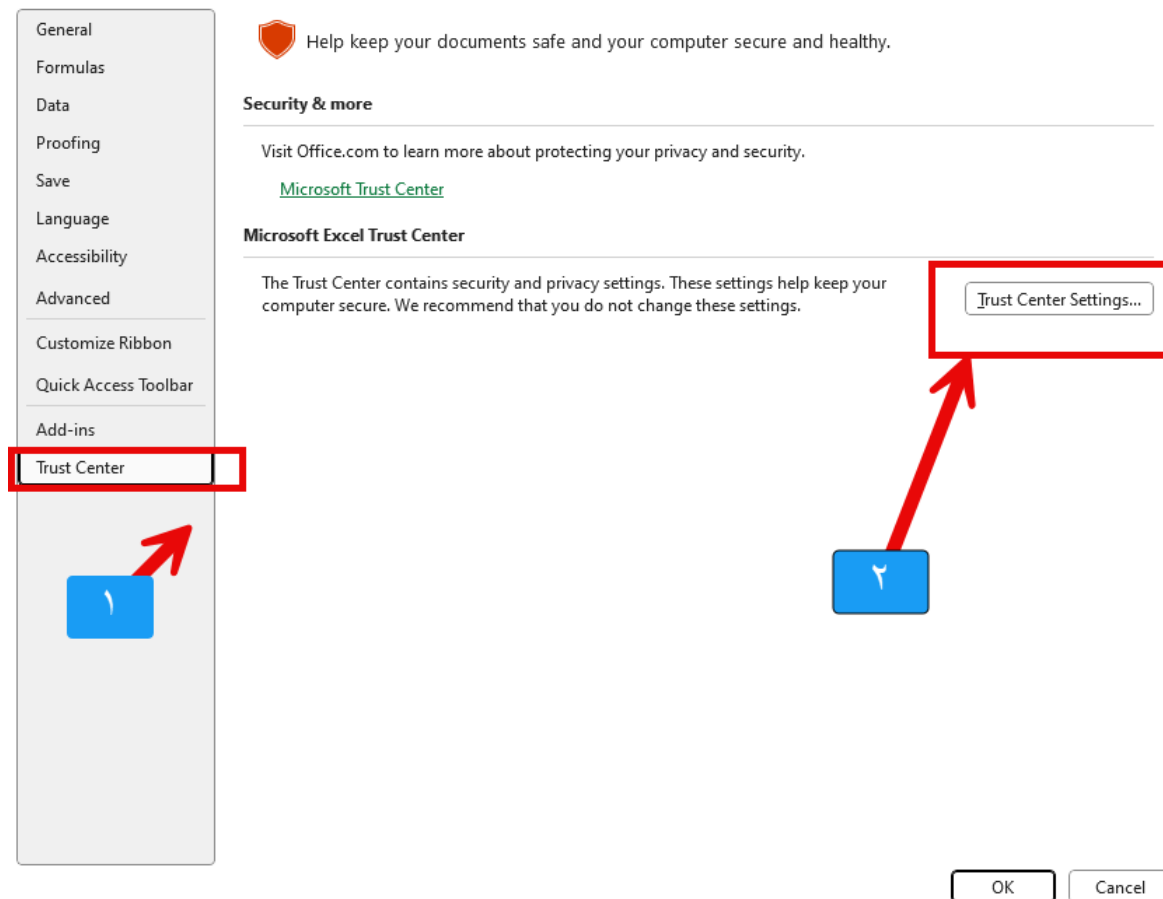 General
Formulas
Data
Proofing
Save
Language
Accessibility
Advanced
Customize Ribbon
Quick Access Toolbar
Add-ins
Trust Center
١
Help keep your documents safe and your computer secure and healthy.
Security & more
Visit Office.com to learn more about protecting your privacy and security.
Microsoft Trust Center
Microsoft Excel Trust Center
The Trust Center contains security and privacy settings. These settings help keep your
computer secure. We recommend that you do not change these settings.
Trust Center Settings...
٢
OK
Cancel